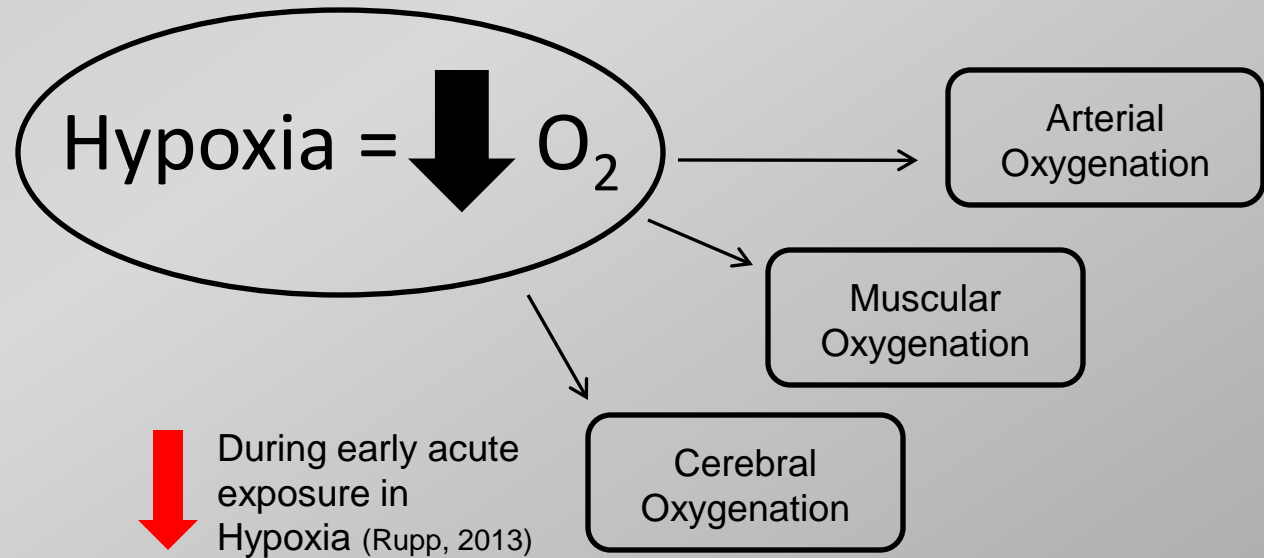 Hypoxia = O₂
Arterial
Oxygenation
Muscular
Oxygenation
Cerebral
Oxygenation
During early acute
exposure in
Hypoxia (Rupp, 2013)